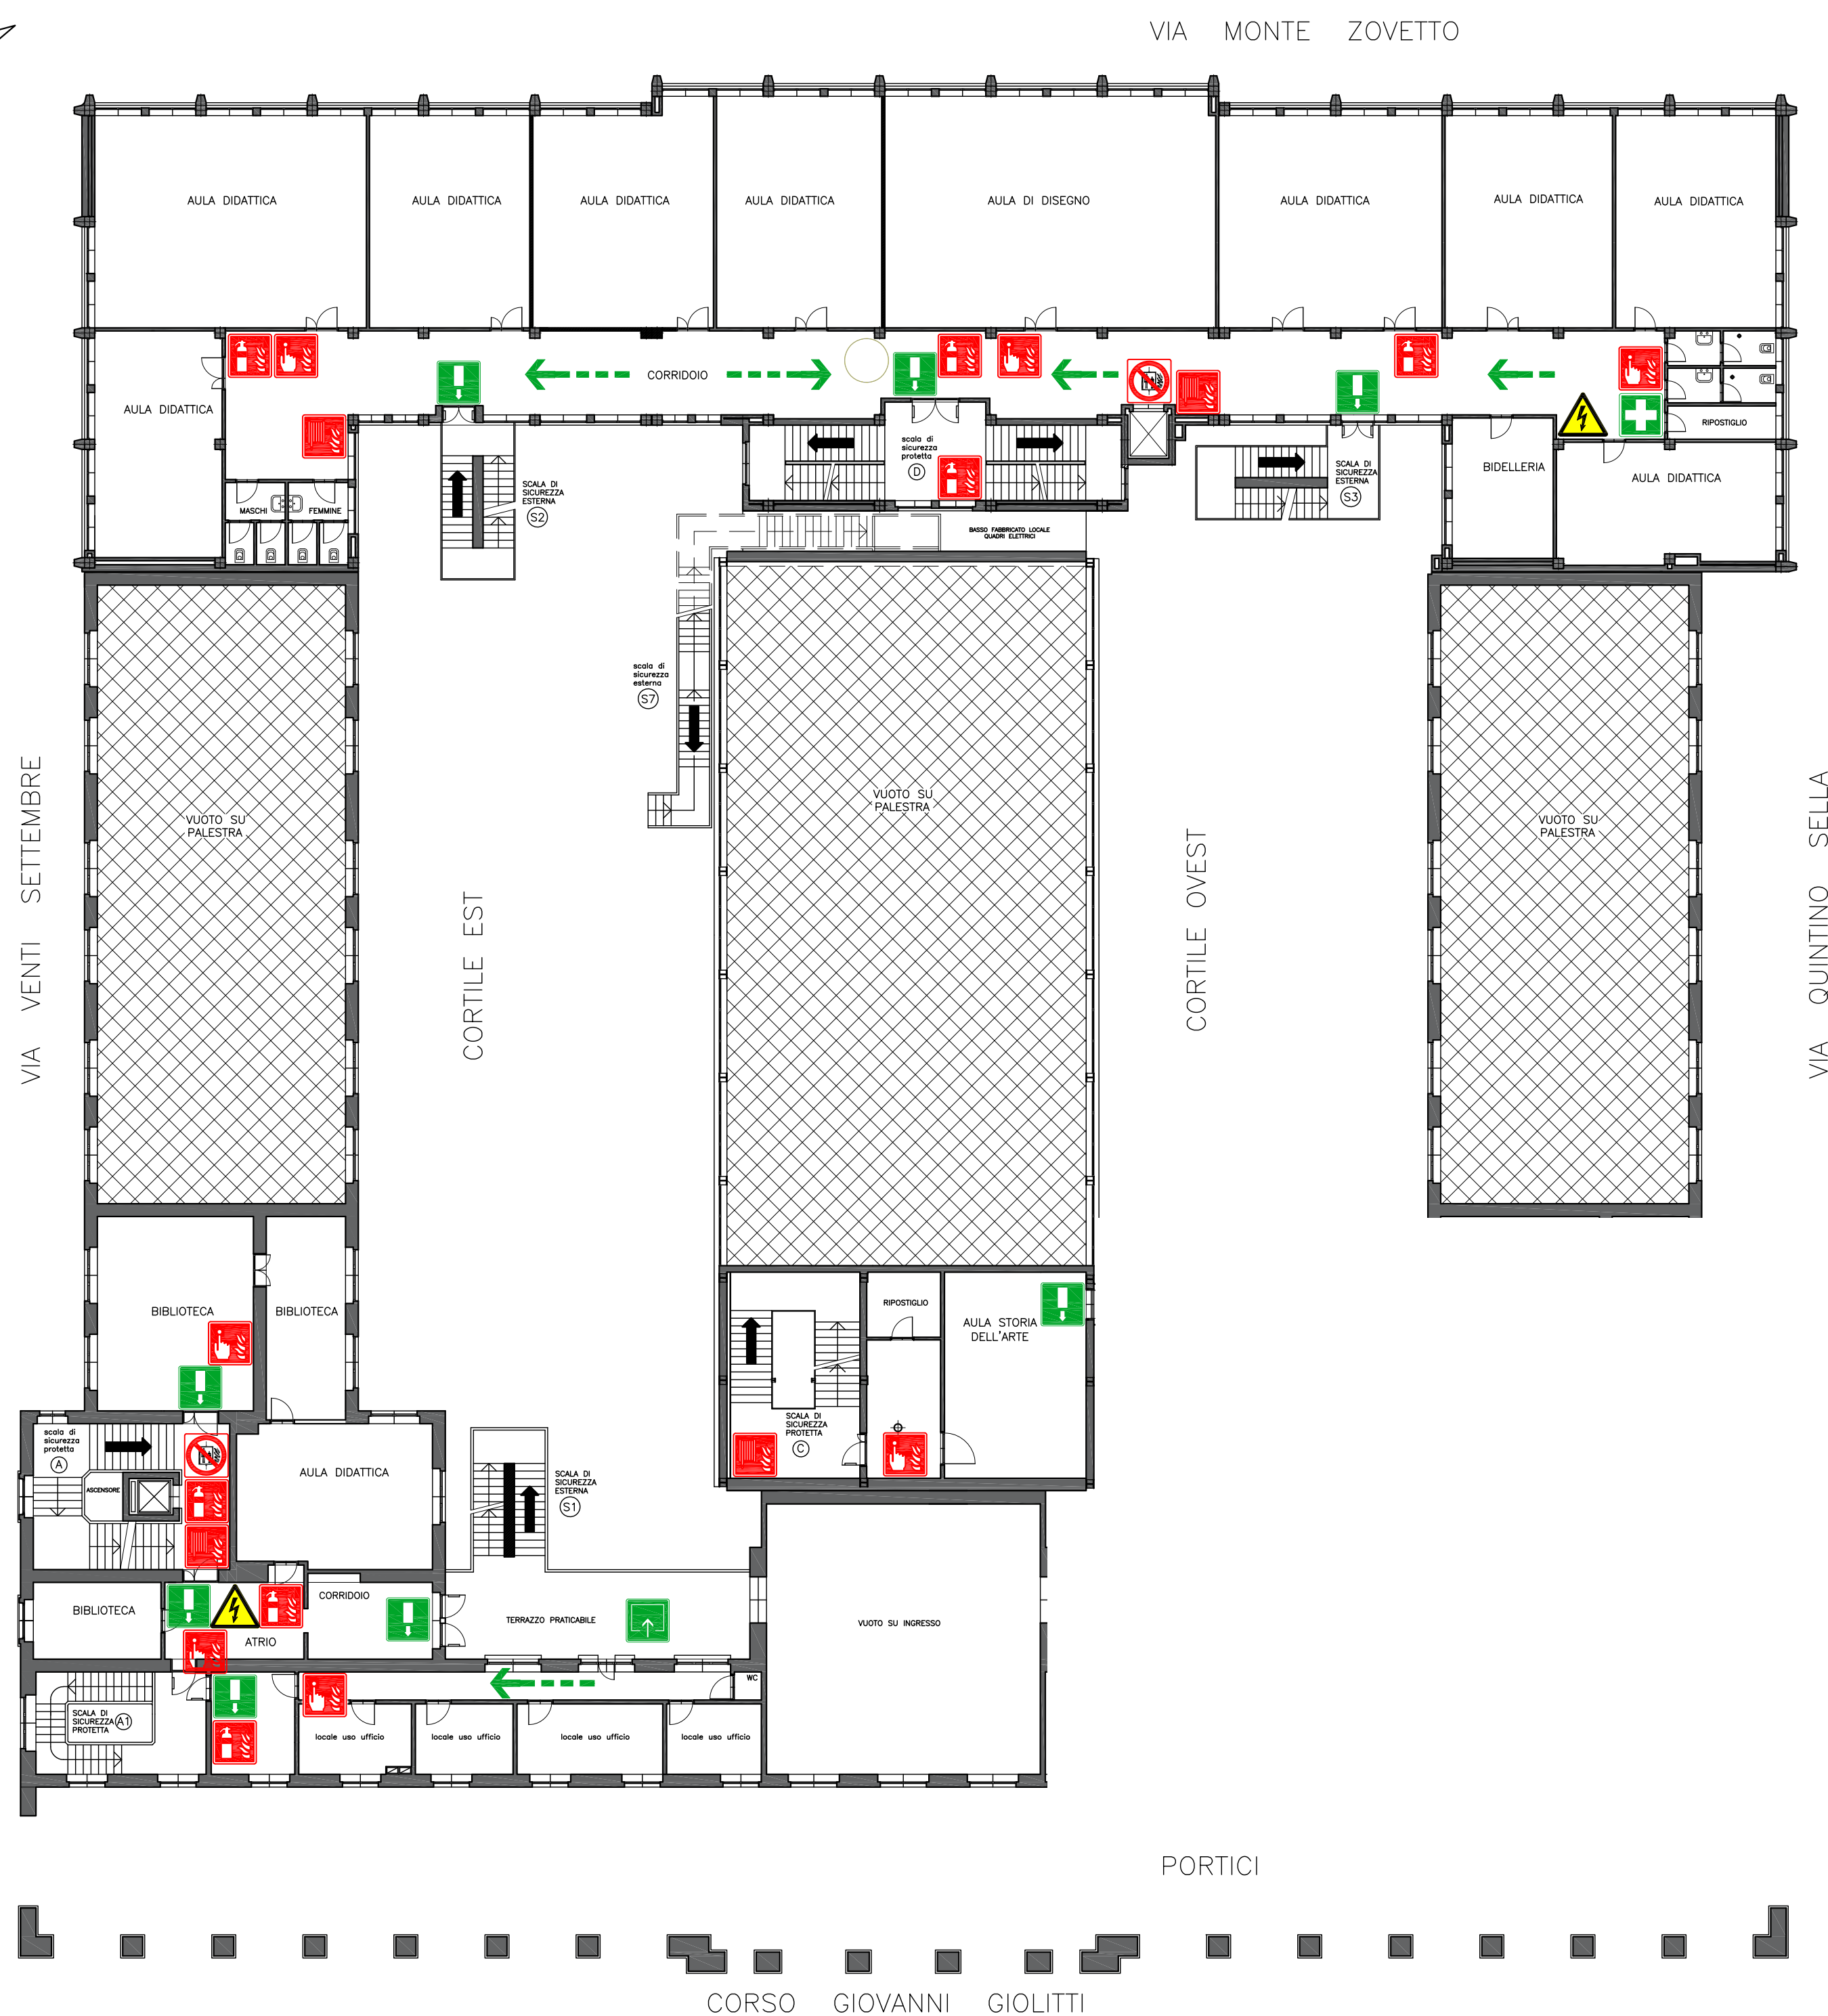 VIA MONTE ZOVETTO
AULA DIDATTICA
AULA DIDATTICA
AULA DIDATTICA
AULA DIDATTICA
AULA DI DISEGNO
AULA DIDATTICA
AULA DIDATTICA
AULA DIDATTICA
CORRIDOIO
AULA DIDATTICA
MASCHI
FEMMINE
SCALA DI
SICUREZZA
ESTERNA
S2
scala di
sicurezza
protetta
D
SCALA DI
SICUREZZA
ESTERNA
S3
RIPOSTIGLIO
BIDELLERIA
AULA DIDATTICA
BASSO FABBRICATO LOCALE
QUADRI ELETTRICI
scala di
sicurezza
esterna
S7
VUOTO SU
PALESTRA
VUOTO SU
PALESTRA
VUOTO SU
PALESTRA
VIA VENTI SETTEMBRE
CORTILE EST
CORTILE OVEST
VIA QUINTINO SELLA
BIBLIOTECA
BIBLIOTECA
RIPOSTIGLIO
AULA STORIA
DELL'ARTE
SCALA DI
SICUREZZA
PROTETTA
C
scala di
sicurezza
protetta
A
ASCENSORE
AULA DIDATTICA
SCALA DI
SICUREZZA
ESTERNA
S1
BIBLIOTECA
ATRIO
CORRIDOIO
TERRAZZO PRATICABILE
VUOTO SU INGRESSO
WC
SCALA DI
SICUREZZA
PROTETTA
A1
locale uso ufficio
locale uso ufficio
locale uso ufficio
locale uso ufficio
PORTICI
CORSO GIOVANNI GIOLITTI